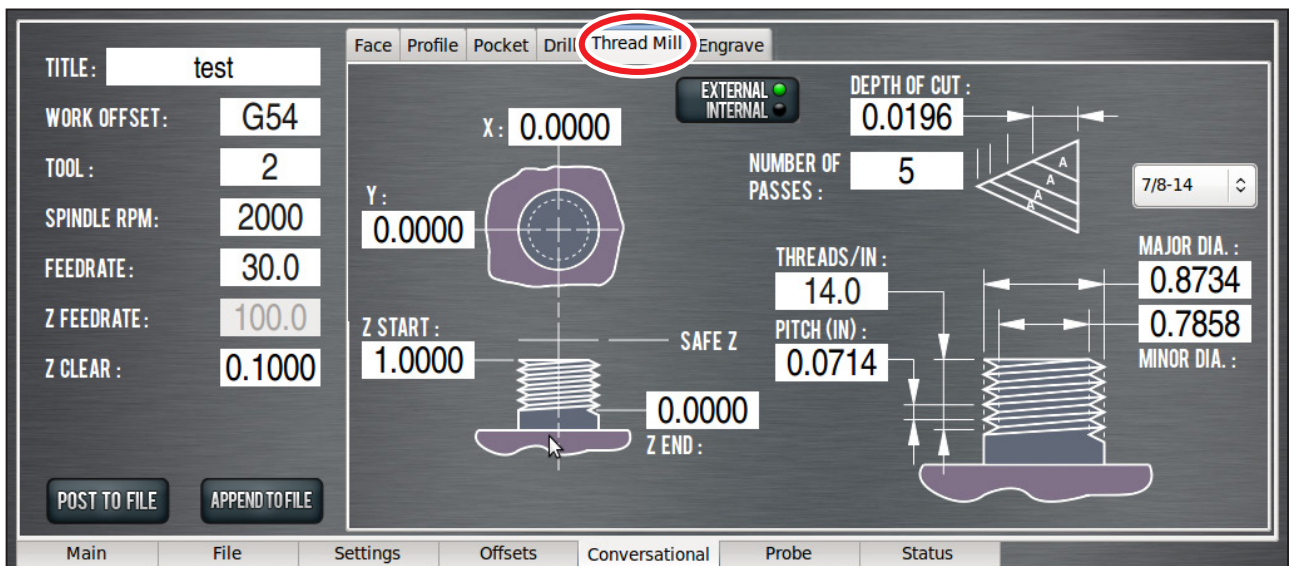 Face Profile Pocket Drill Thread Mill Engrave
TITLE: test
WORK OFFSET: G54
TOOL: 2
SPINDLE RPM: 2000
FEEDRATE: 30.0
Z FEEDRATE: 100.0
Z CLEAR: 0.1000
POST TO FILE
APPEND TO FILE
X: 0.0000
Y:
0.0000
Z START:
1.0000
SAFE Z
0.0000
Z END:
EXTERNAL
INTERNAL
DEPTH OF CUT:
0.0196
NUMBER OF
PASSES: 5
A
A
A
A
7/8-14
THREADS/IN:
14.0
PITCH (IN):
0.0714
MAJOR DIA.:
0.8734
0.7858
MINOR DIA.:
Main File Settings Offsets Conversational Probe Status